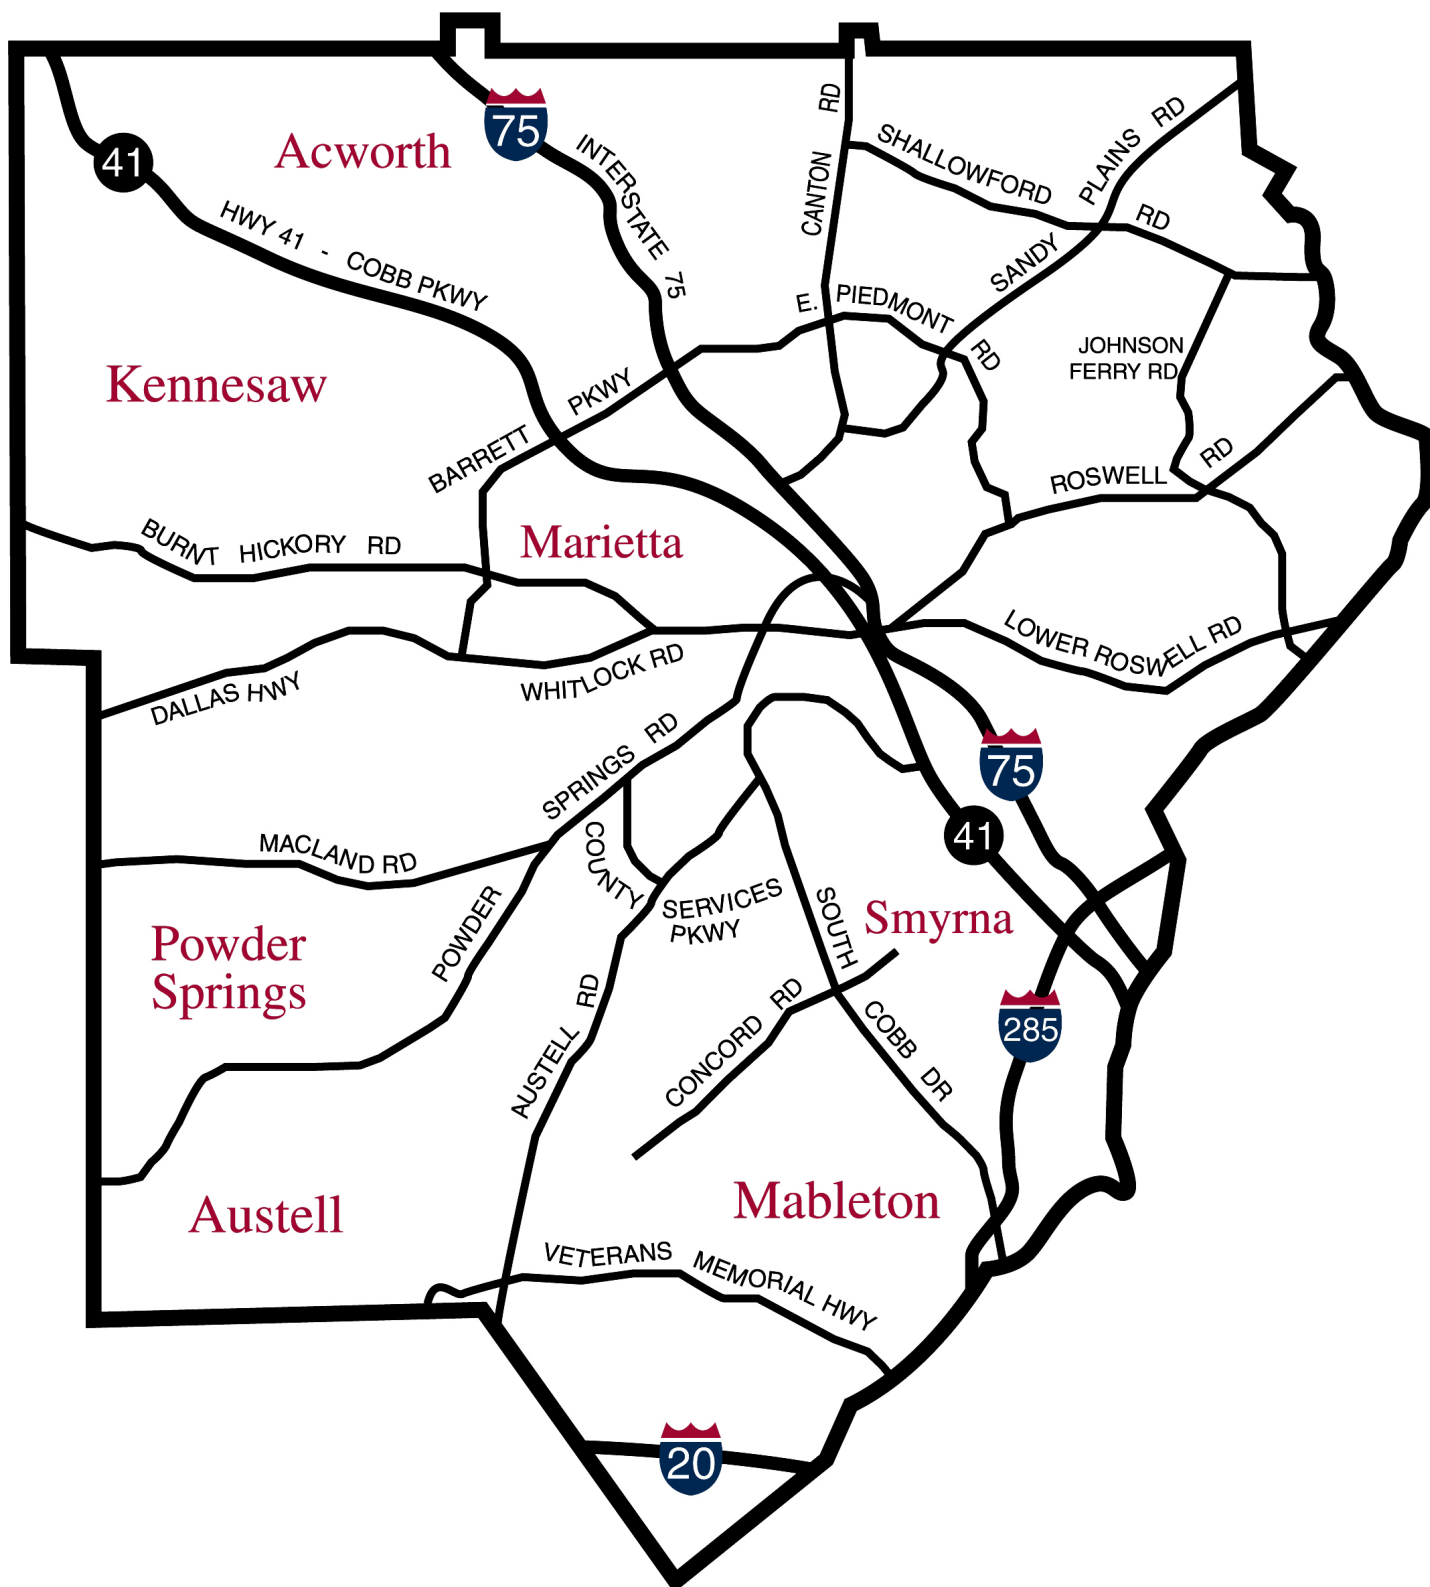 41
Acworth
75
INTERSTATE 75
CANTON RD
SHALLOWFORD RD
SANDY PLAINS RD
HWY 41 - COBB PKWY
E. PIEDMONT RD
JOHNSON
FERRY RD
Kennesaw
BARRETT PKWY
ROSWELL RD
BURNT HICKORY RD
Marietta
LOWER ROSWELL RD
DALLAS HWY
WHITLOCK RD
75
41
MACLAND RD
POWDER SPRINGS RD
COUNTY SERVICES
PKWY
Smyrna
Powder
Springs
SOUTH COBB DR
AUSTELL RD
CONCORD RD
285
Austell
Mableton
VETERANS MEMORIAL HWY
20